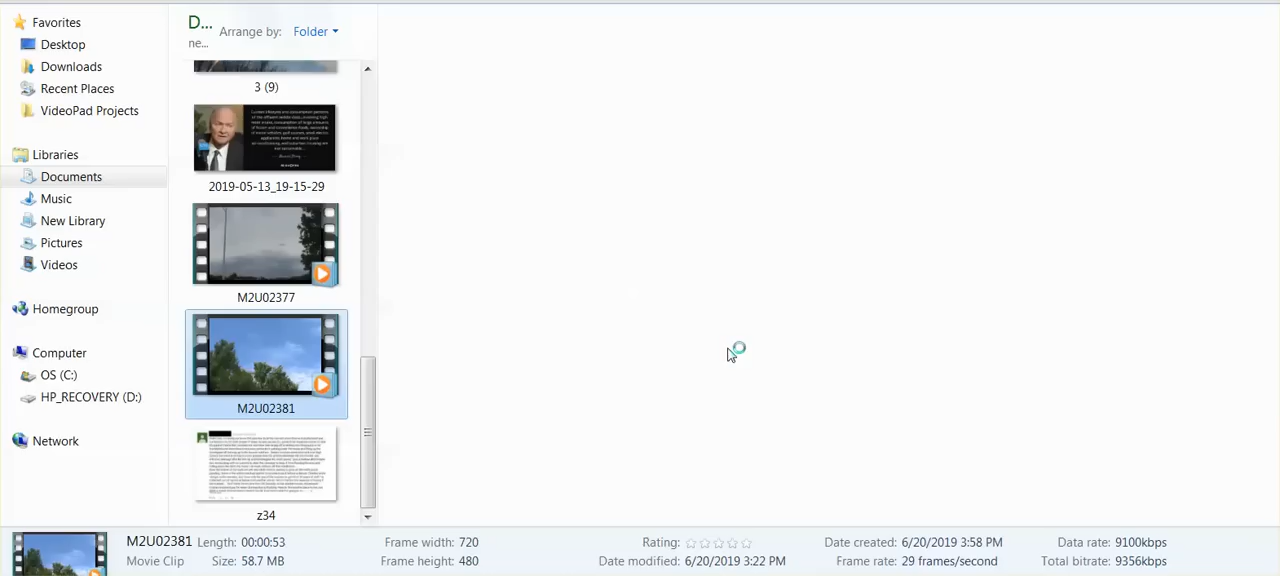 Favorites
Desktop
Downloads
Recent Places
VideoPad Projects
Libraries
Documents
Music
New Library
Pictures
Videos
Homegroup
Computer
OS (C:)
HP_RECOVERY (D:)
Network
D...
ne...
Arrange by: Folder
3 (9)
2019-05-13_19-15-29
M2U02377
M2U02381
z34
M2U02381 Length: 00:00:53 Frame width: 720 Rating: Date created: 6/20/2019 3:58 PM Data rate: 9100kbps
Movie Clip Size: 58.7 MB Frame height: 480 Date modified: 6/20/2019 3:22 PM Frame rate: 29 frames/second Total bitrate: 9356kbps